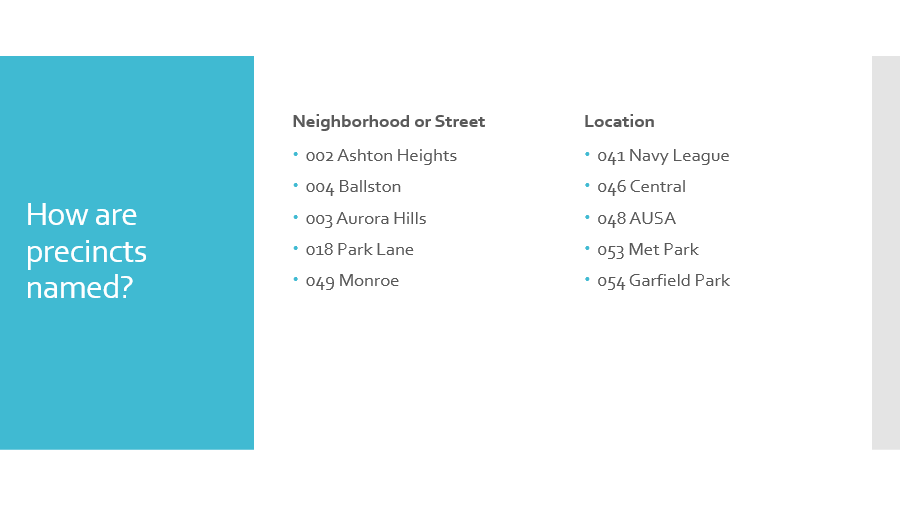 How are
precincts
named?
Neighborhood or Street
• 002 Ashton Heights
• 004 Ballston
• 003 Aurora Hills
• 018 Park Lane
• 049 Monroe
Location
• 041 Navy League
• 046 Central
• 048 AUSA
• 053 Met Park
• 054 Garfield Park